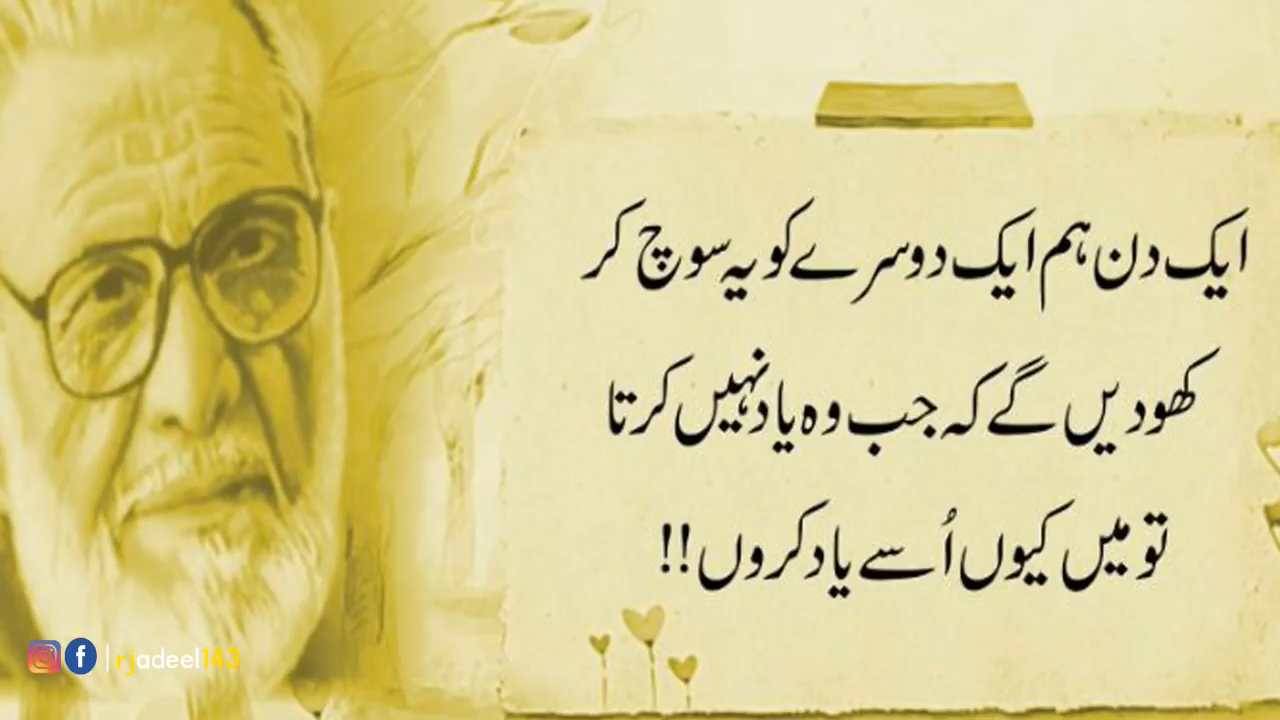 ایک دن ہم ایک دوسرے کو یہ سوچ کر
کھو دیں گے کہ جب وہ یاد نہیں کرتا
تو میں کیوں اُسے یاد کروں!!
rjadeel143